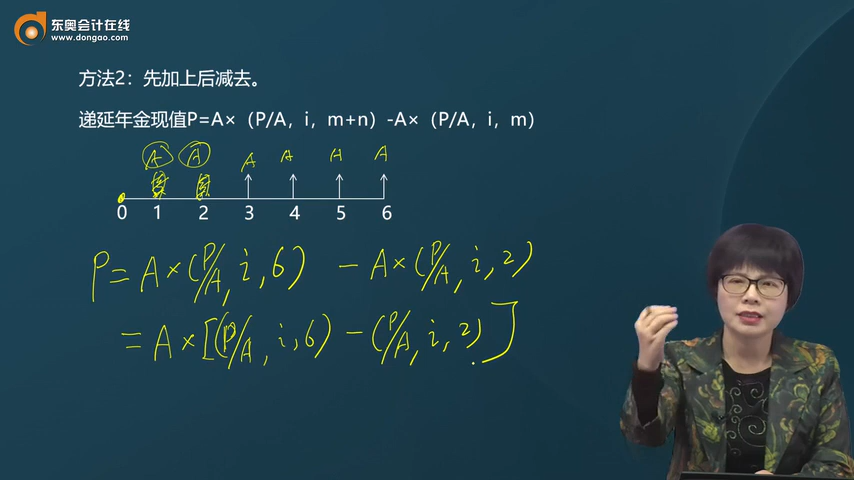 东奥会计在线
www.dongao.com
方法2：先加上后减去。
递延年金现值P=A×（P/A，i，m+n）-A×（P/A，i，m）
A A A A A A
0 1 2 3 4 5 6
P=A×(P/A,i,6) -A×(P/A,i,2)
=A×[(P/A,i,6)-(P/A,i,2)]